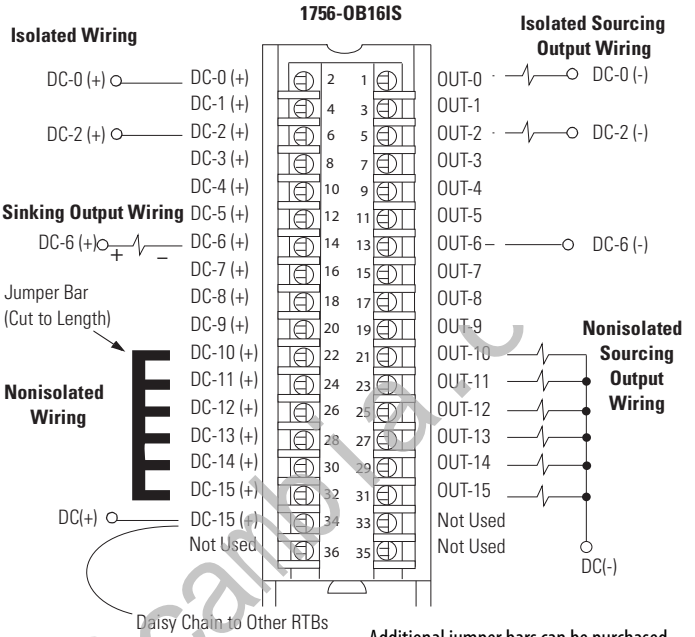 1756-OB16IS
Isolated Wiring
Isolated Sourcing
Output Wiring
DC-0 (+) DC-0 (+) 2 1 OUT-0 DC-0 (-)
DC-1 (+) 4 3 OUT-1
DC-2 (+) DC-2 (+) 6 5 OUT-2 DC-2 (-)
DC-3 (+) 8 7 OUT-3
DC-4 (+) 10 9 OUT-4
Sinking Output Wiring DC-5 (+) 12 11 OUT-5
DC-6 (+) + – DC-6 (+) 14 13 OUT-6 DC-6 (-)
DC-7 (+) 16 15 OUT-7
Jumper Bar
(Cut to Length)
DC-8 (+) 18 17 OUT-8
DC-9 (+) 20 19 OUT-9
Nonisolated
Sourcing
Output
Wiring
DC-10 (+) 22 21 OUT-10
DC-11 (+) 24 23 OUT-11
Nonisolated
Wiring
DC-12 (+) 26 25 OUT-12
DC-13 (+) 28 27 OUT-13
DC-14 (+) 30 29 OUT-14
DC-15 (+) 32 31 OUT-15
DC(+) DC-15 (+) 34 33 Not Used
Not Used 36 35 Not Used
DC(-)
Daisy Chain to Other RTBs
Additional jumper bars can be purchased